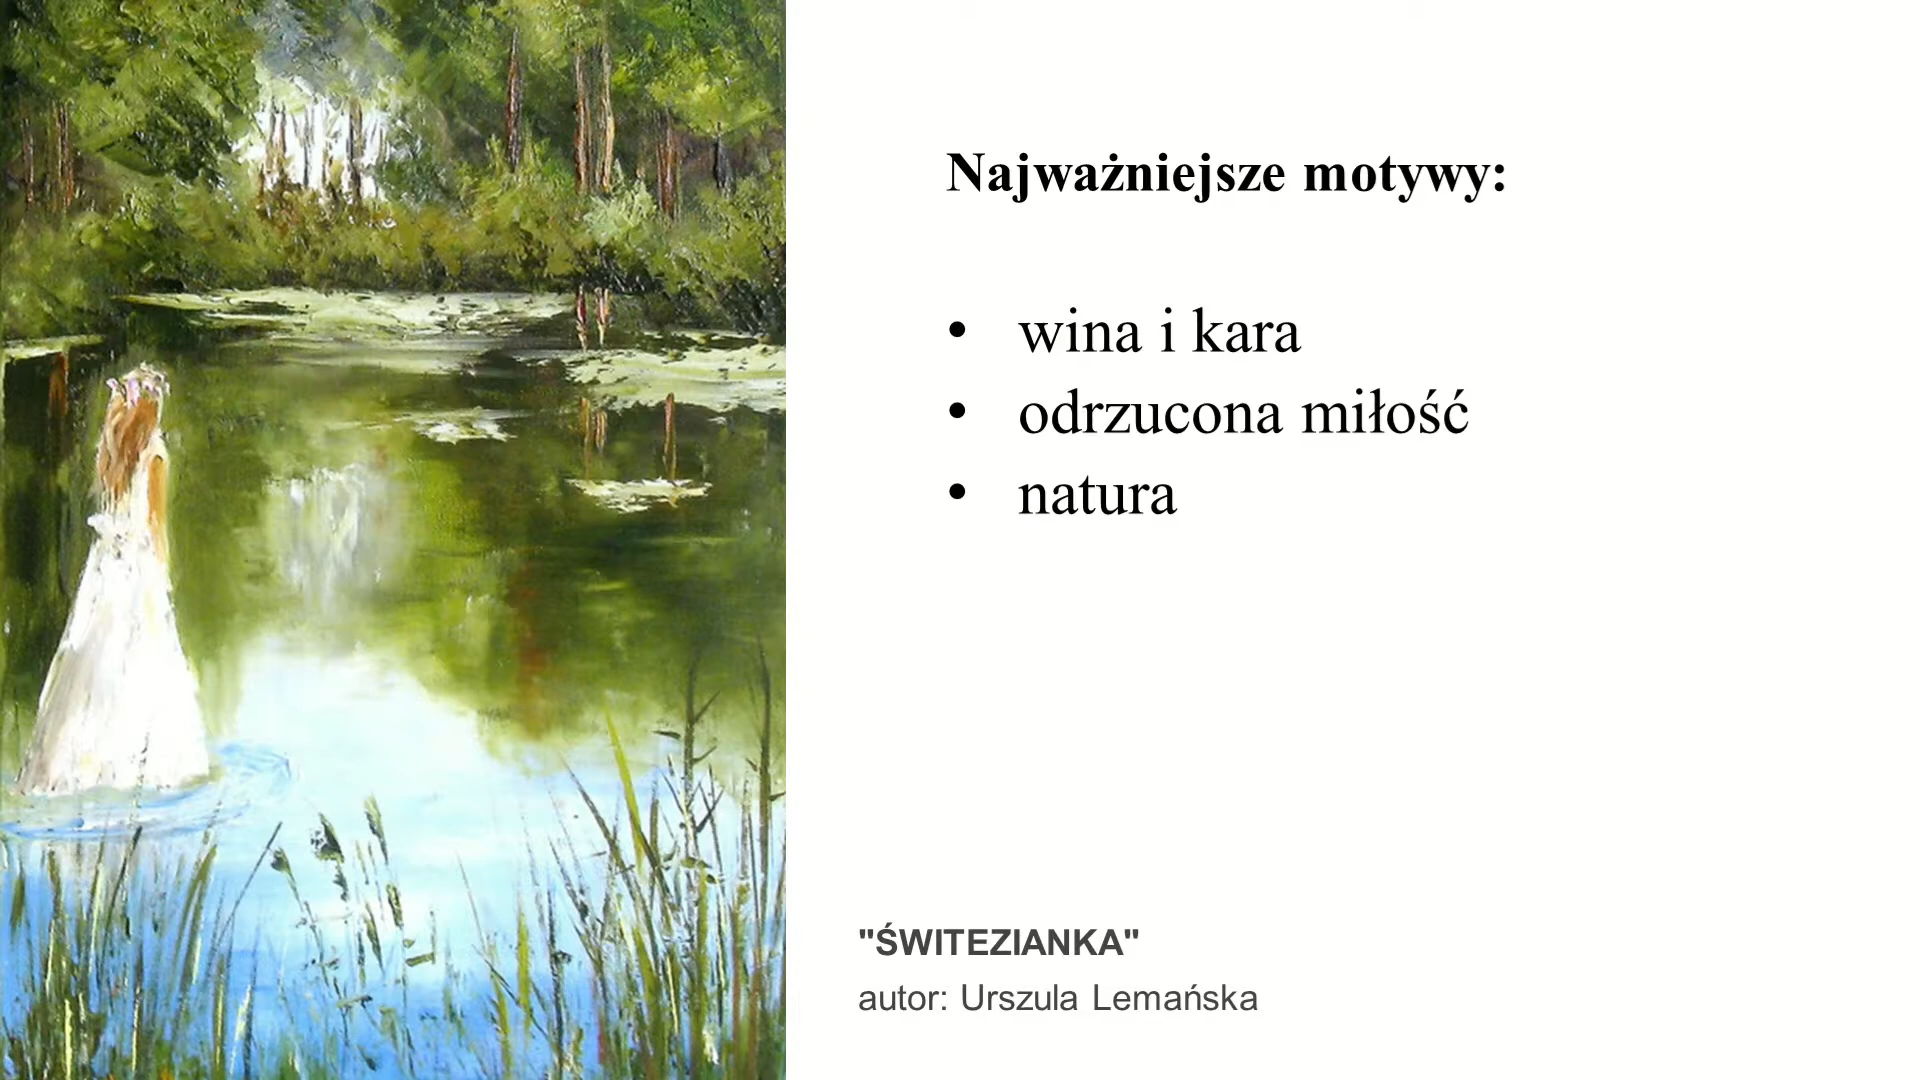 Najważniejsze motywy:
• wina i kara
• odrzucona miłość
• natura
"ŚWITEZIANKA"
autor: Urszula Lemańska